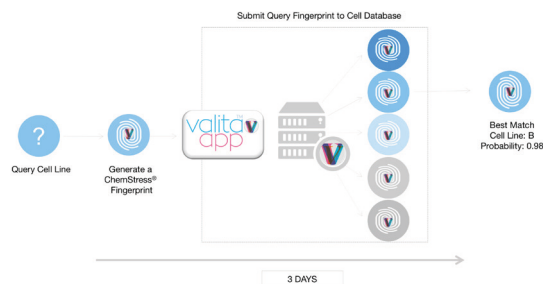 Submit Query Fingerprint to Cell Database
?
valita
app
Query Cell Line
Generate a
ChemStress®
Fingerprint
Best Match
Cell Line: B
Probability: 0.98
3 DAYS